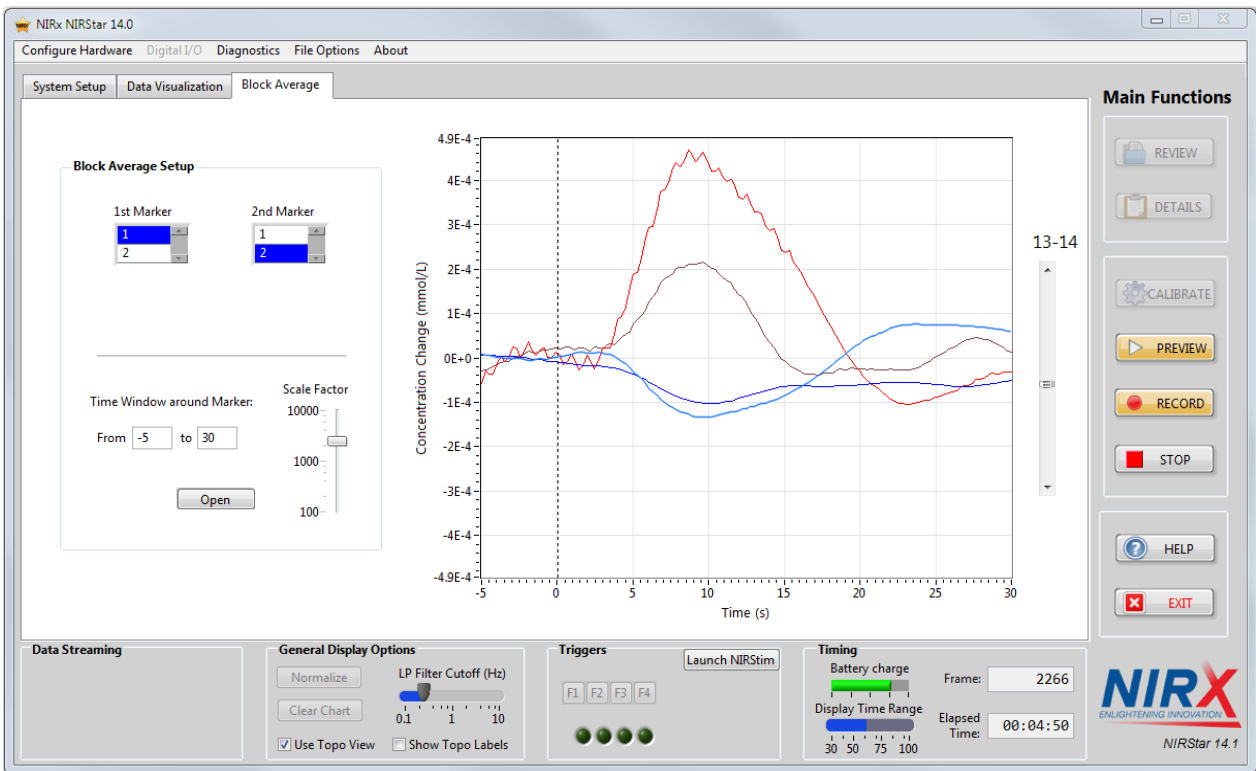 NIRx NIRStar 14.0
Configure Hardware Digital I/O Diagnostics File Options About
System Setup Data Visualization Block Average
Block Average Setup
1st Marker 2nd Marker
1 1
2 2
Time Window around Marker:
From -5 to 30
Open
Scale Factor
10000
1000
100
Concentration Change (mmol/L)
4.9E-4
4E-4
3E-4
2E-4
1E-4
0E+0
-1E-4
-2E-4
-3E-4
-4E-4
-4.9E-4
-5 0 5 10 15 20 25 30
Time (s)
13-14
Main Functions
REVIEW
DETAILS
CALIBRATE
PREVIEW
RECORD
STOP
HELP
EXIT
Data Streaming
General Display Options
Normalize
Clear Chart
LP Filter Cutoff (Hz)
0.1 1 10
Use Topo View Show Topo Labels
Triggers
Launch NIRStim
F1 F2 F3 F4
Timing
Battery charge
Display Time Range
30 50 75 100
Frame: 2266
Elapsed
Time: 00:04:50
NIRX
ENLIGHTENING INNOVATION
NIRStar 14.1